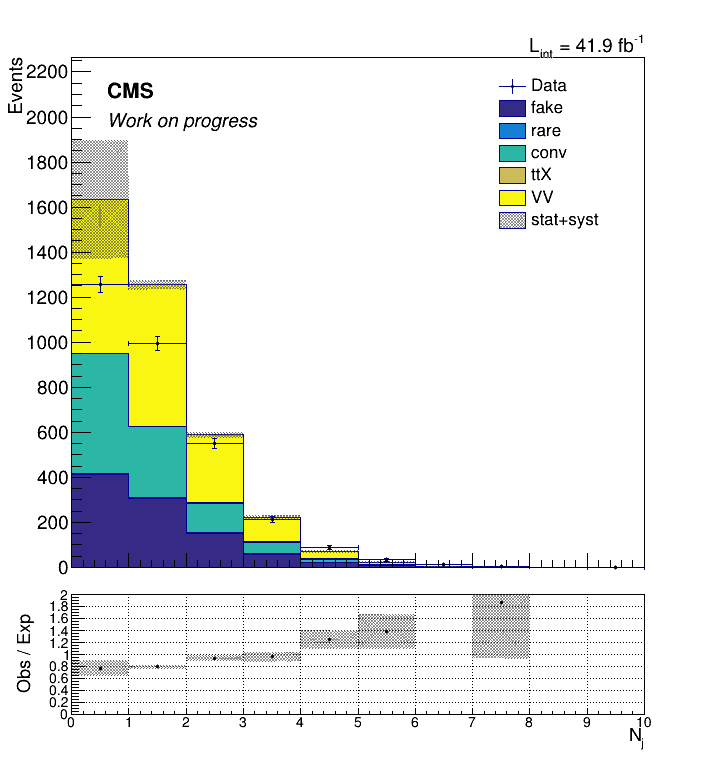 L_int = 41.9 fb^-1
Events
CMS
Work on progress
Data
fake
rare
conv
ttX
VV
stat+syst
2200
2000
1800
1600
1400
1200
1000
800
600
400
200
0
Obs / Exp
2
1.8
1.6
1.4
1.2
1
0.8
0.6
0.4
0.2
0
0 1 2 3 4 5 6 7 8 9 10
N_j